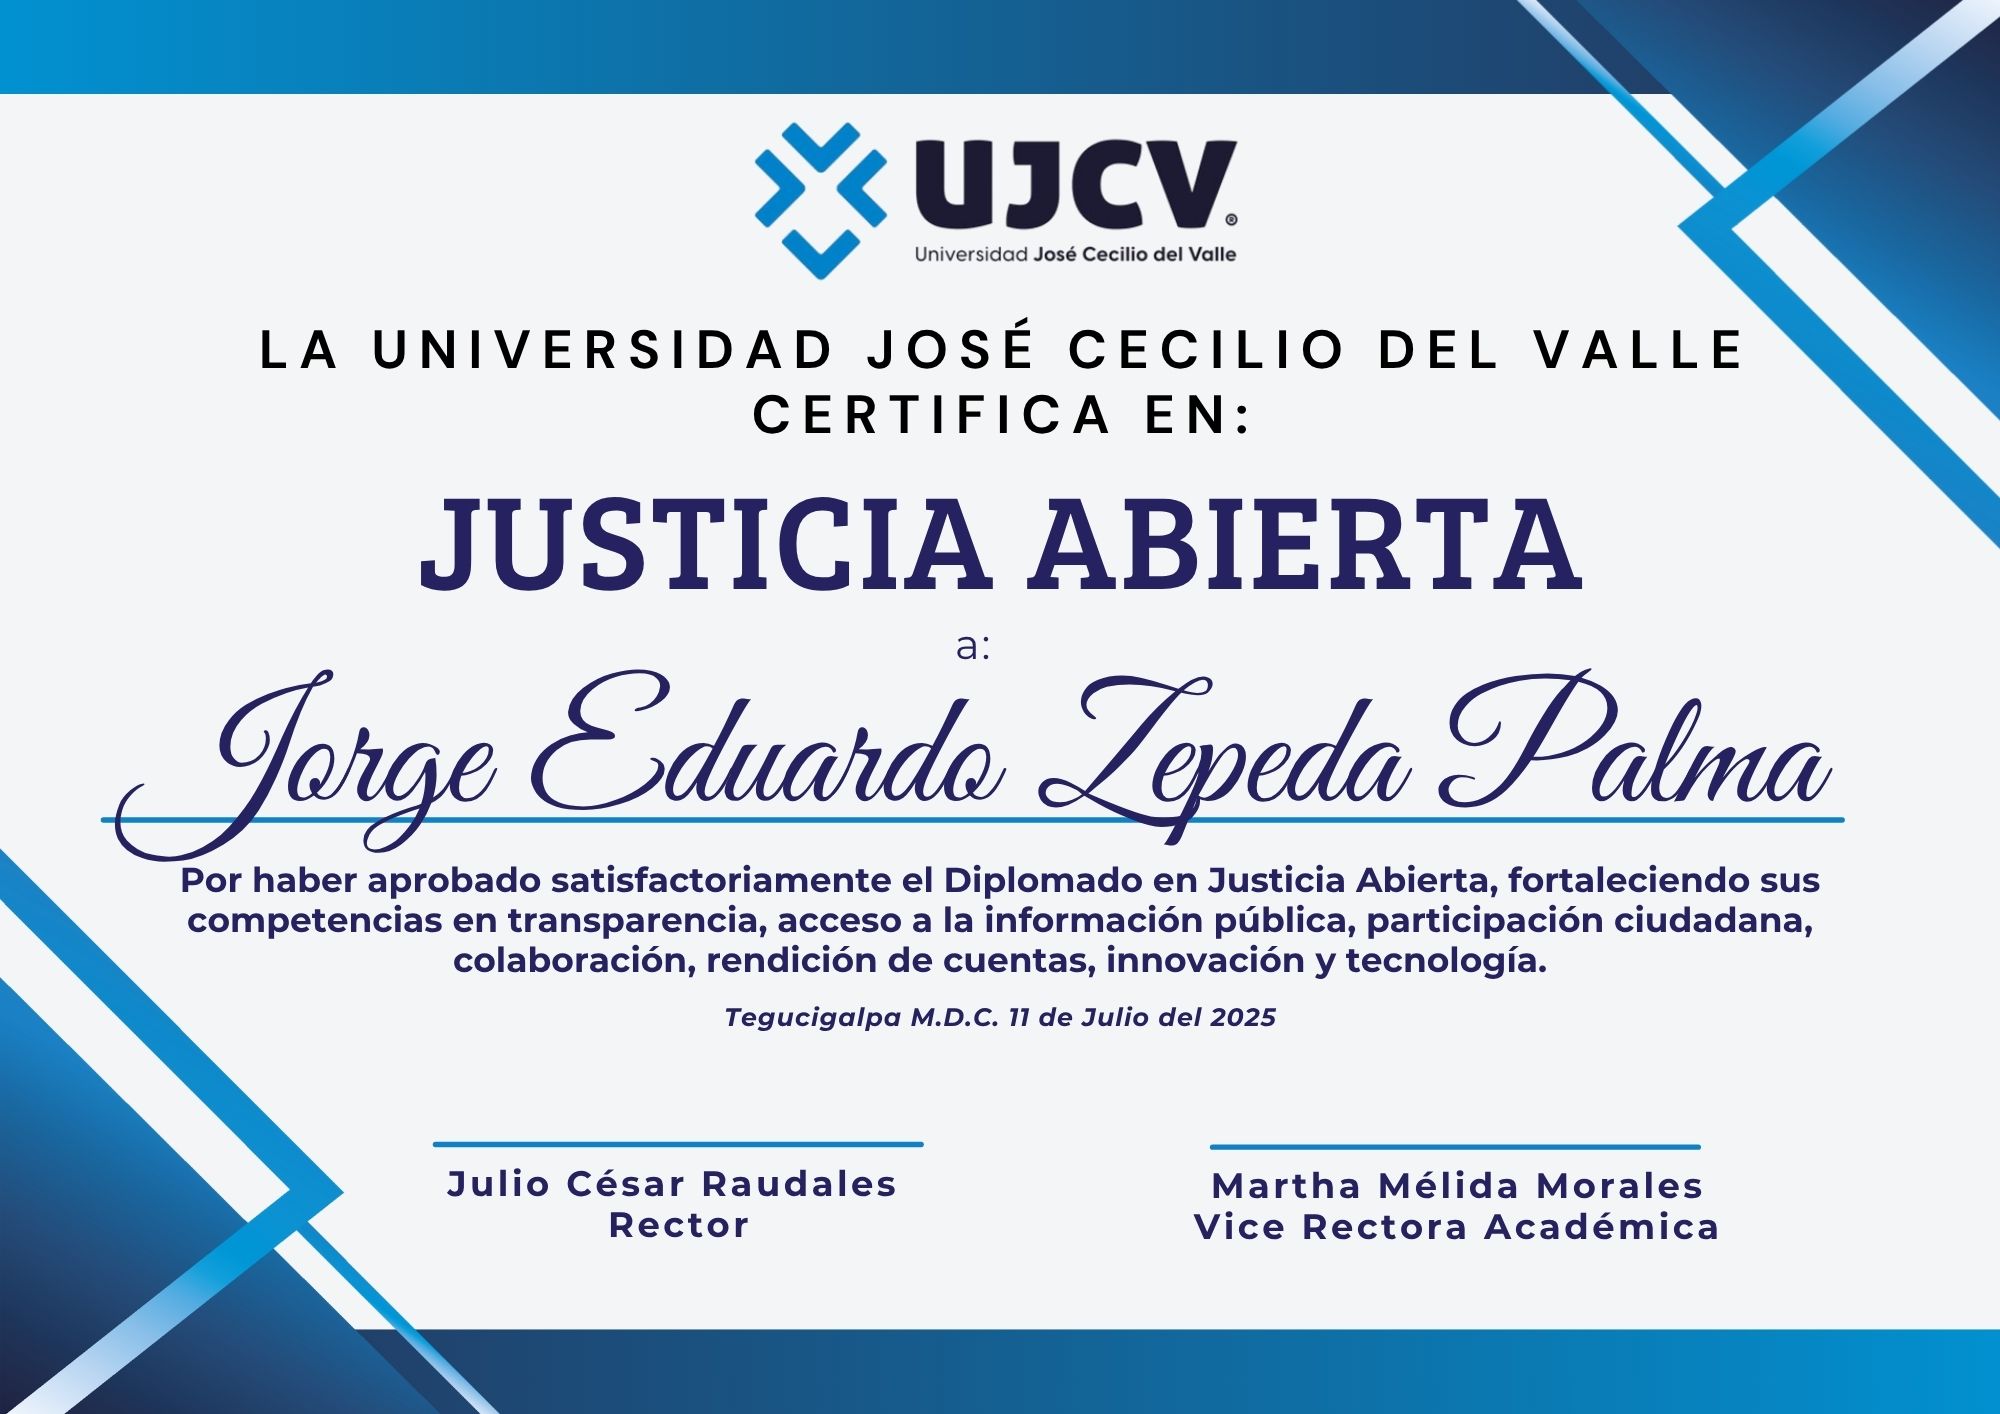 UJCV®
Universidad José Cecilio del Valle
LA UNIVERSIDAD JOSÉ CECILIO DEL VALLE
CERTIFICA EN:
JUSTICIA ABIERTA
a:
Jorge Eduardo Zepeda Palma
Por haber aprobado satisfactoriamente el Diplomado en Justicia Abierta, fortaleciendo sus
competencias en transparencia, acceso a la información pública, participación ciudadana,
colaboración, rendición de cuentas, innovación y tecnología.
Tegucigalpa M.D.C. 11 de Julio del 2025
Julio César Raudales
Rector
Martha Mélida Morales
Vice Rectora Académica